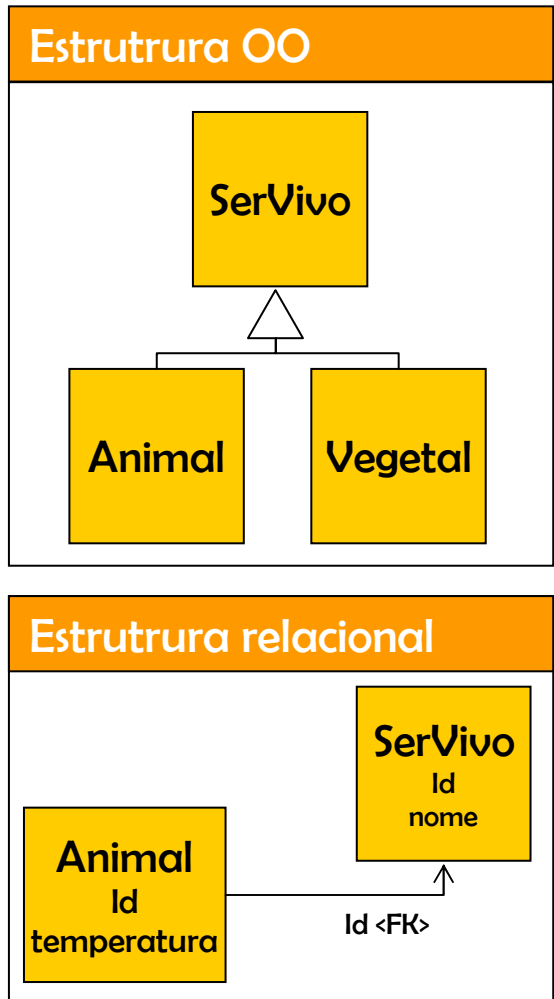 Estrutrura OO
SerVivo
Animal
Vegetal
Estrutrura relacional
SerVivo
Id
nome
Animal
Id
temperatura
Id <FK>